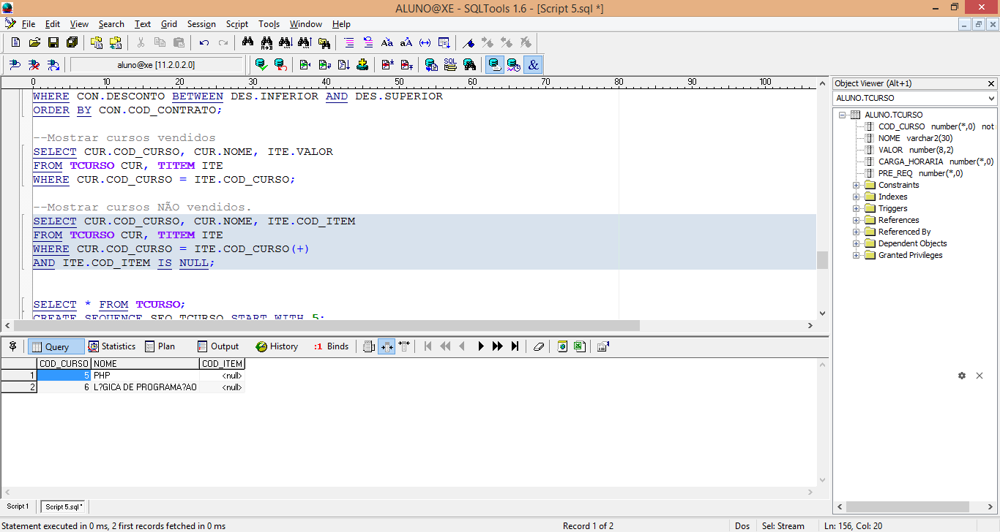 ALUNO@XE - SQLTools 1.6 - [Script 5.sql *]
File Edit View Search Text Grid Session Script Tools Window Help
aluno@xe [11.2.0.2.0]
SQL
&
0 10 20 30 40 50 60 70 80 90 100
WHERE CON.DESCONTO BETWEEN DES.INFERIOR AND DES.SUPERIOR
ORDER BY CON.COD_CONTRATO;
--Mostrar cursos vendidos
SELECT CUR.COD_CURSO, CUR.NOME, ITE.VALOR
FROM TCURSO CUR, TITEM ITE
WHERE CUR.COD_CURSO = ITE.COD_CURSO;
--Mostrar cursos NÃO vendidos.
SELECT CUR.COD_CURSO, CUR.NOME, ITE.COD_ITEM
FROM TCURSO CUR, TITEM ITE
WHERE CUR.COD_CURSO = ITE.COD_CURSO(+)
AND ITE.COD_ITEM IS NULL;
SELECT * FROM TCURSO;
CREATE SEQUENCE SEQ_TCURSO START WITH 5;
Object Viewer (Alt+1)
ALUNO.TCURSO
ALUNO.TCURSO
COD_CURSO number(*,0) not
NOME varchar2(30)
VALOR number(8,2)
CARGA_HORARIA number(*,0)
PRE_REQ number(*,0)
Constraints
Indexes
Triggers
References
Referenced By
Dependent Objects
Granted Privileges
Query Statistics Plan Output History :1 Binds
COD_CURSO NOME COD_ITEM
1 5 PHP <null>
2 6 L?GICA DE PROGRAMA?AO <null>
Script 1 Script 5.sql *
Statement executed in 0 ms, 2 first records fetched in 0 ms Record 1 of 2 Dos Sel: Stream Ln: 156, Col: 20